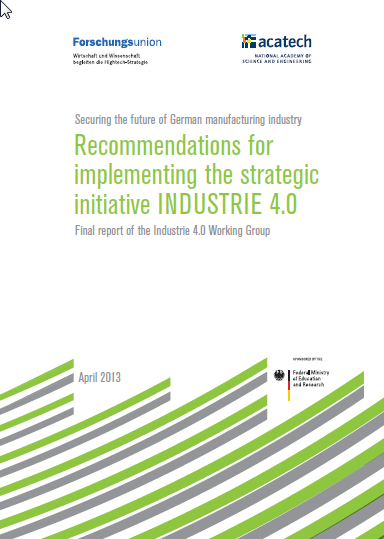 Forschungsunion
Wirtschaft und Wissenschaft
begleiten die Hightech-Strategie
acatech
NATIONAL ACADEMY OF
SCIENCE AND ENGINEERING
Securing the future of German manufacturing industry
Recommendations for
implementing the strategic
initiative INDUSTRIE 4.0
Final report of the Industrie 4.0 Working Group
April 2013
SPONSORED BY THE
Federal Ministry
of Education
and Research